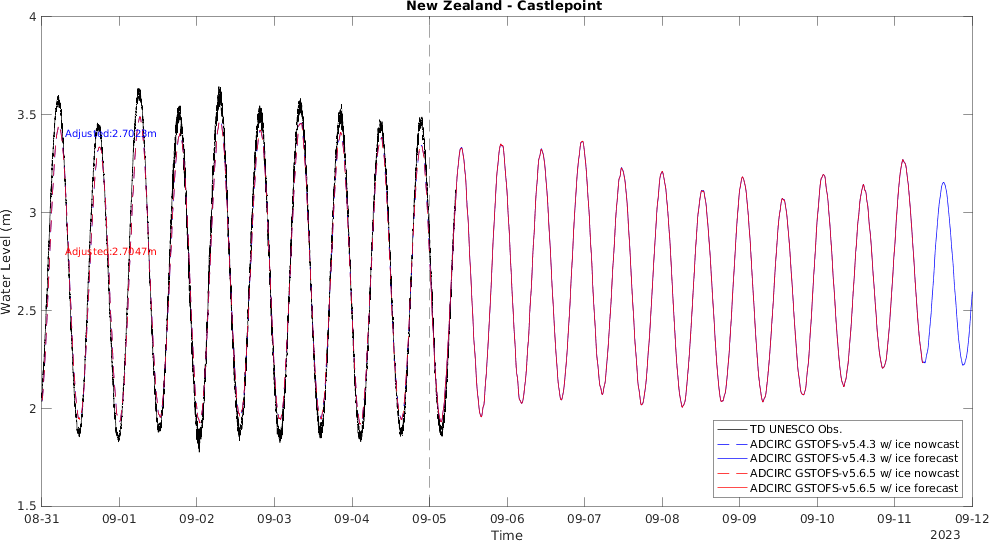 New Zealand - Castlepoint
4
3.5
3
2.5
2
1.5
Water Level (m)
Adjusted:2.7023m
Adjusted:2.7047m
TD UNESCO Obs.
ADCIRC GSTOFS-v5.4.3 w/ ice nowcast
ADCIRC GSTOFS-v5.4.3 w/ ice forecast
ADCIRC GSTOFS-v5.6.5 w/ ice nowcast
ADCIRC GSTOFS-v5.6.5 w/ ice forecast
08-31 09-01 09-02 09-03 09-04 09-05 09-06 09-07 09-08 09-09 09-10 09-11 09-12
Time
2023